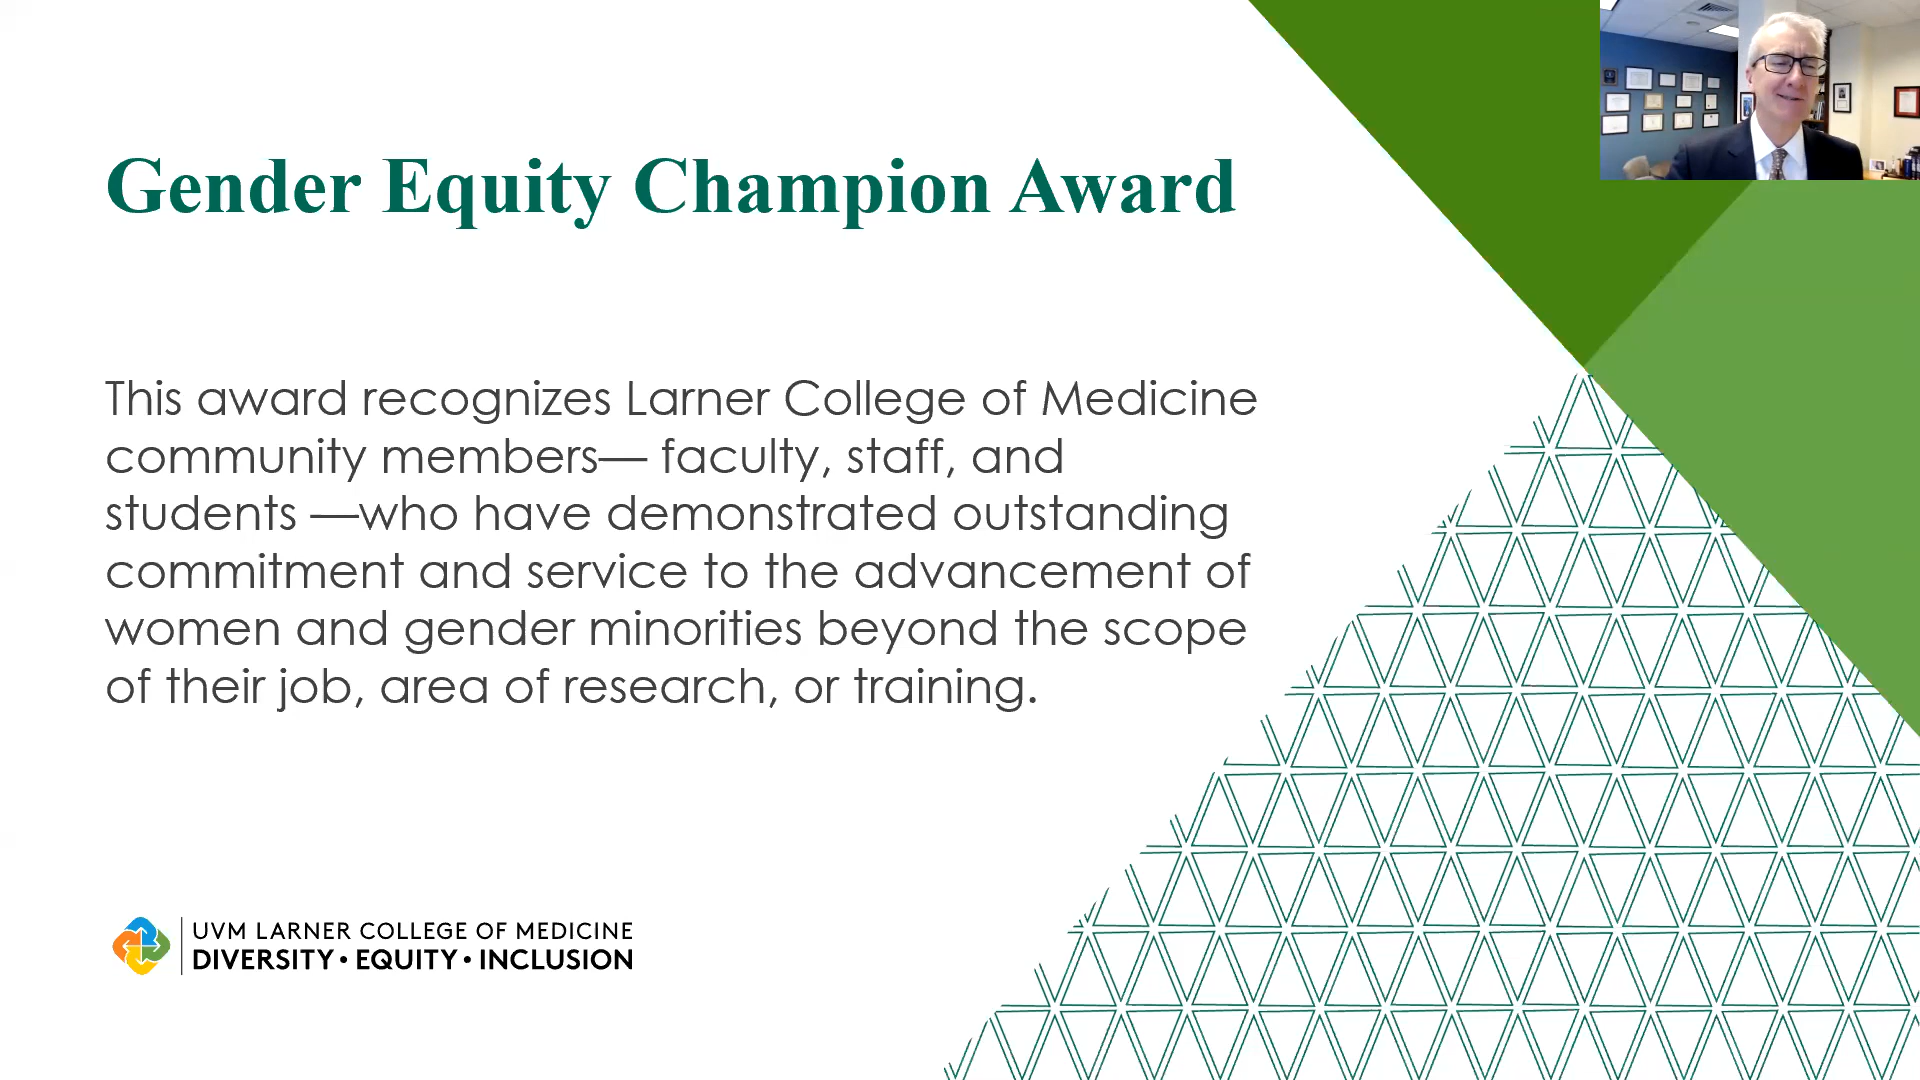 Gender Equity Champion Award
This award recognizes Larner College of Medicine
community members— faculty, staff, and
students —who have demonstrated outstanding
commitment and service to the advancement of
women and gender minorities beyond the scope
of their job, area of research, or training.
UVM LARNER COLLEGE OF MEDICINE
DIVERSITY • EQUITY • INCLUSION